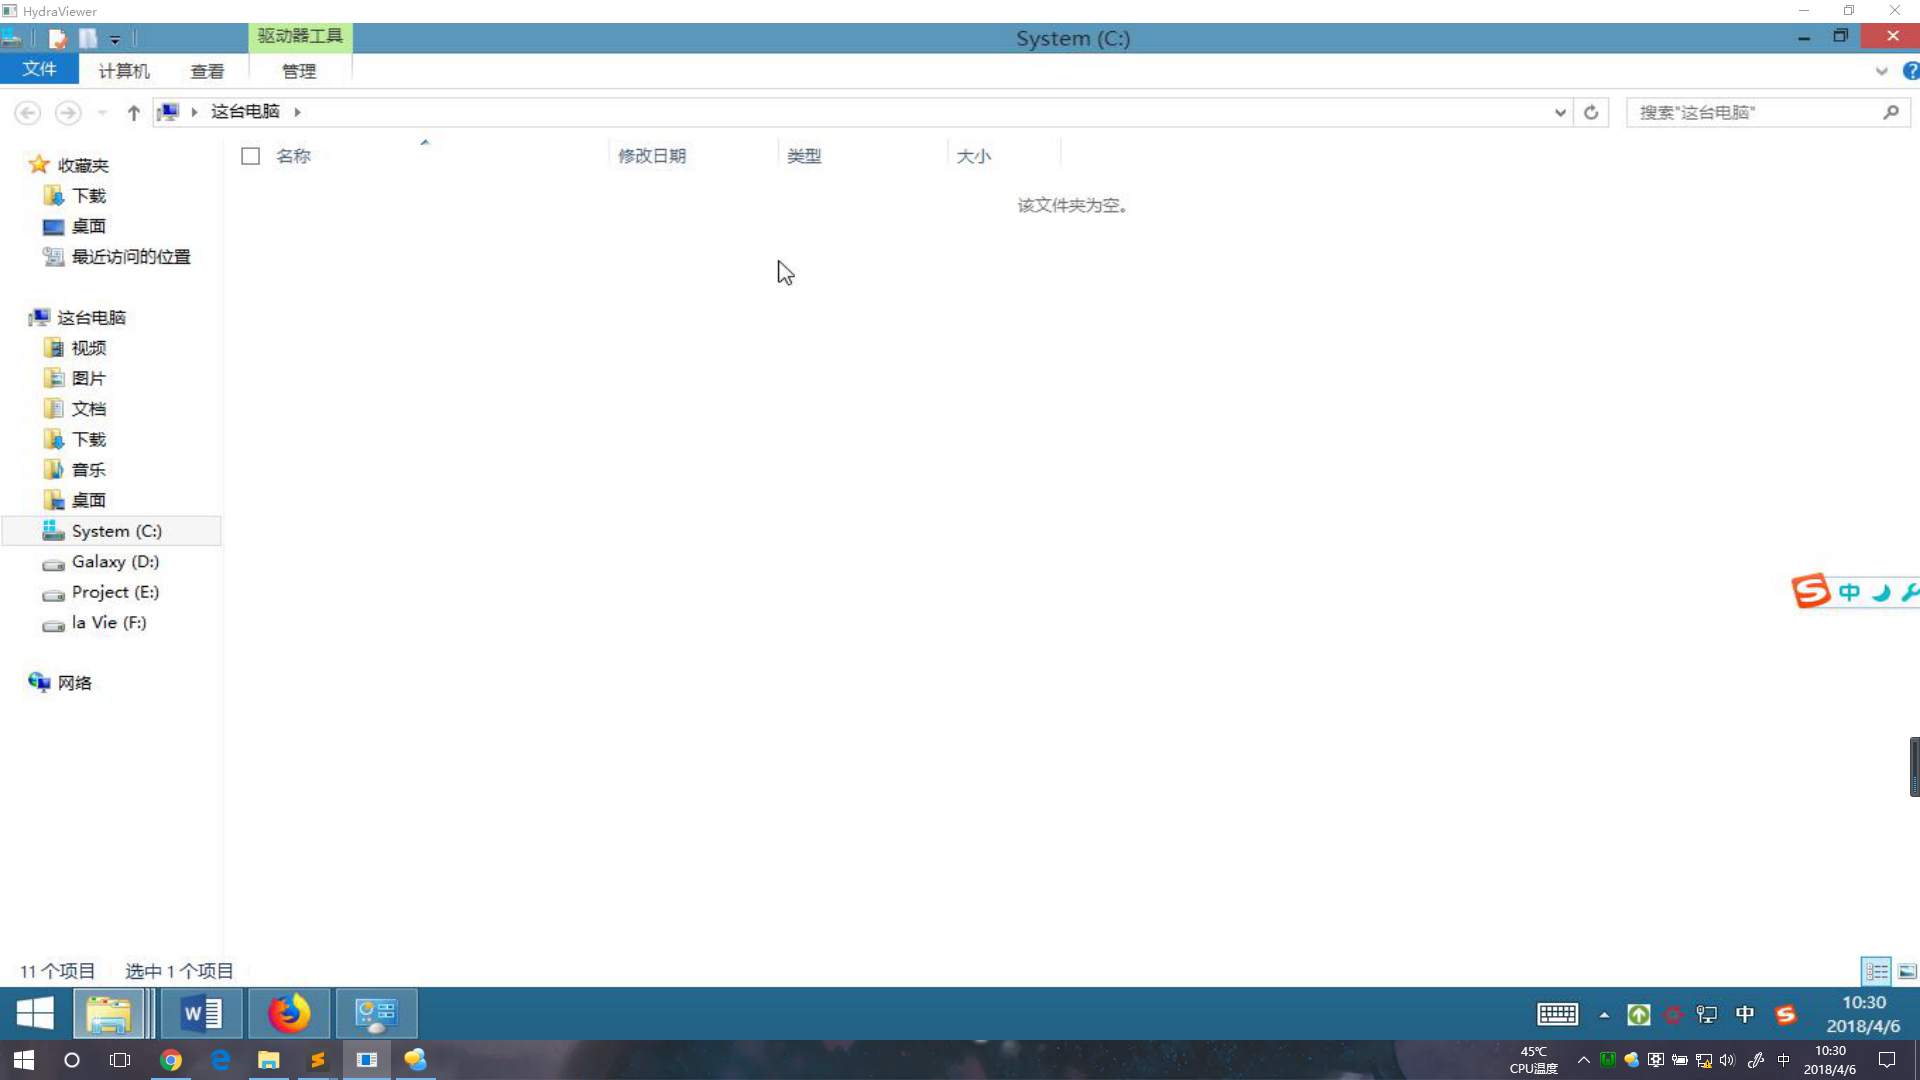 HydraViewer
驱动器工具
System (C:)
文件
计算机
查看
管理
这台电脑
搜索"这台电脑"
名称
修改日期
类型
大小
该文件夹为空。
收藏夹
下载
桌面
最近访问的位置
这台电脑
视频
图片
文档
下载
音乐
桌面
System (C:)
Galaxy (D:)
Project (E:)
la Vie (F:)
网络
中
11 个项目 选中 1 个项目
中
10:30
2018/4/6
45℃
CPU温度
中
10:30
2018/4/6